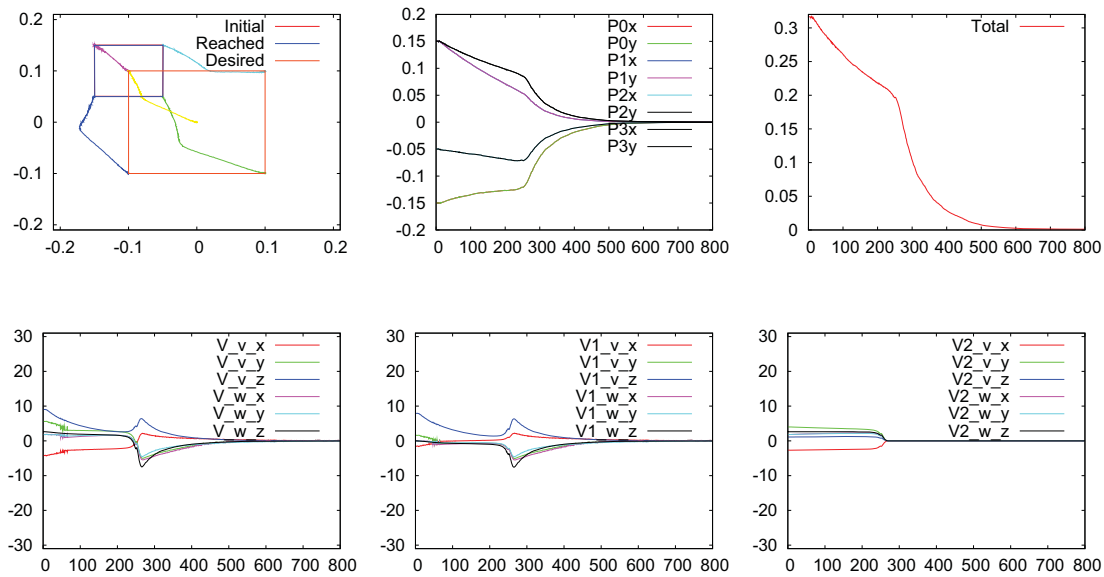 0.2
0.1
0
-0.1
-0.2
-0.2
-0.1
0
0.1
0.2
Initial
Reached
Desired
0.2
0.15
0.1
0.05
0
-0.05
-0.1
-0.15
-0.2
0 100 200 300 400 500 600 700 800
P0x
P0y
P1x
P1y
P2x
P2y
P3x
P3y
0.3
0.25
0.2
0.15
0.1
0.05
0
0 100 200 300 400 500 600 700 800
Total
30
20
10
0
-10
-20
-30
0 100 200 300 400 500 600 700 800
V_v_x
V_v_y
V_v_z
V_w_x
V_w_y
V_w_z
30
20
10
0
-10
-20
-30
0 100 200 300 400 500 600 700 800
V1_v_x
V1_v_y
V1_v_z
V1_w_x
V1_w_y
V1_w_z
30
20
10
0
-10
-20
-30
0 100 200 300 400 500 600 700 800
V2_v_x
V2_v_y
V2_v_z
V2_w_x
V2_w_y
V2_w_z